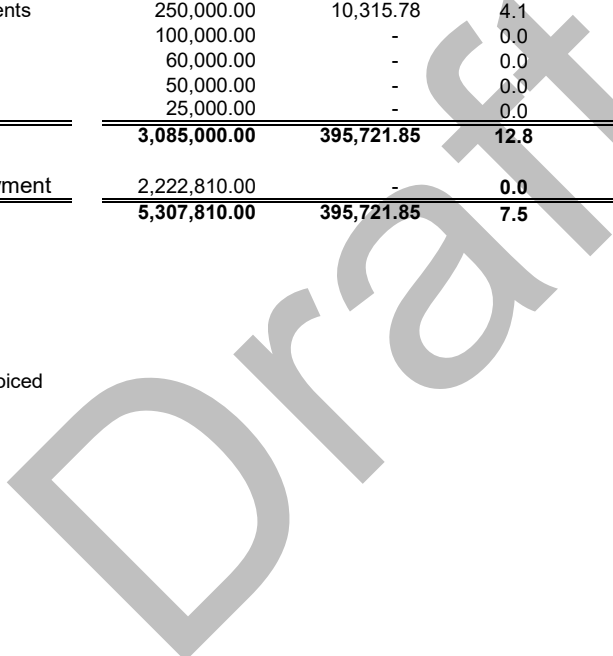 ents 250,000.00 10,315.78 4.1
100,000.00 - 0.0
60,000.00 - 0.0
50,000.00 - 0.0
25,000.00 - 0.0
3,085,000.00 395,721.85 12.8
yment 2,222,810.00 - 0.0
5,307,810.00 395,721.85 7.5
oiced
Draft